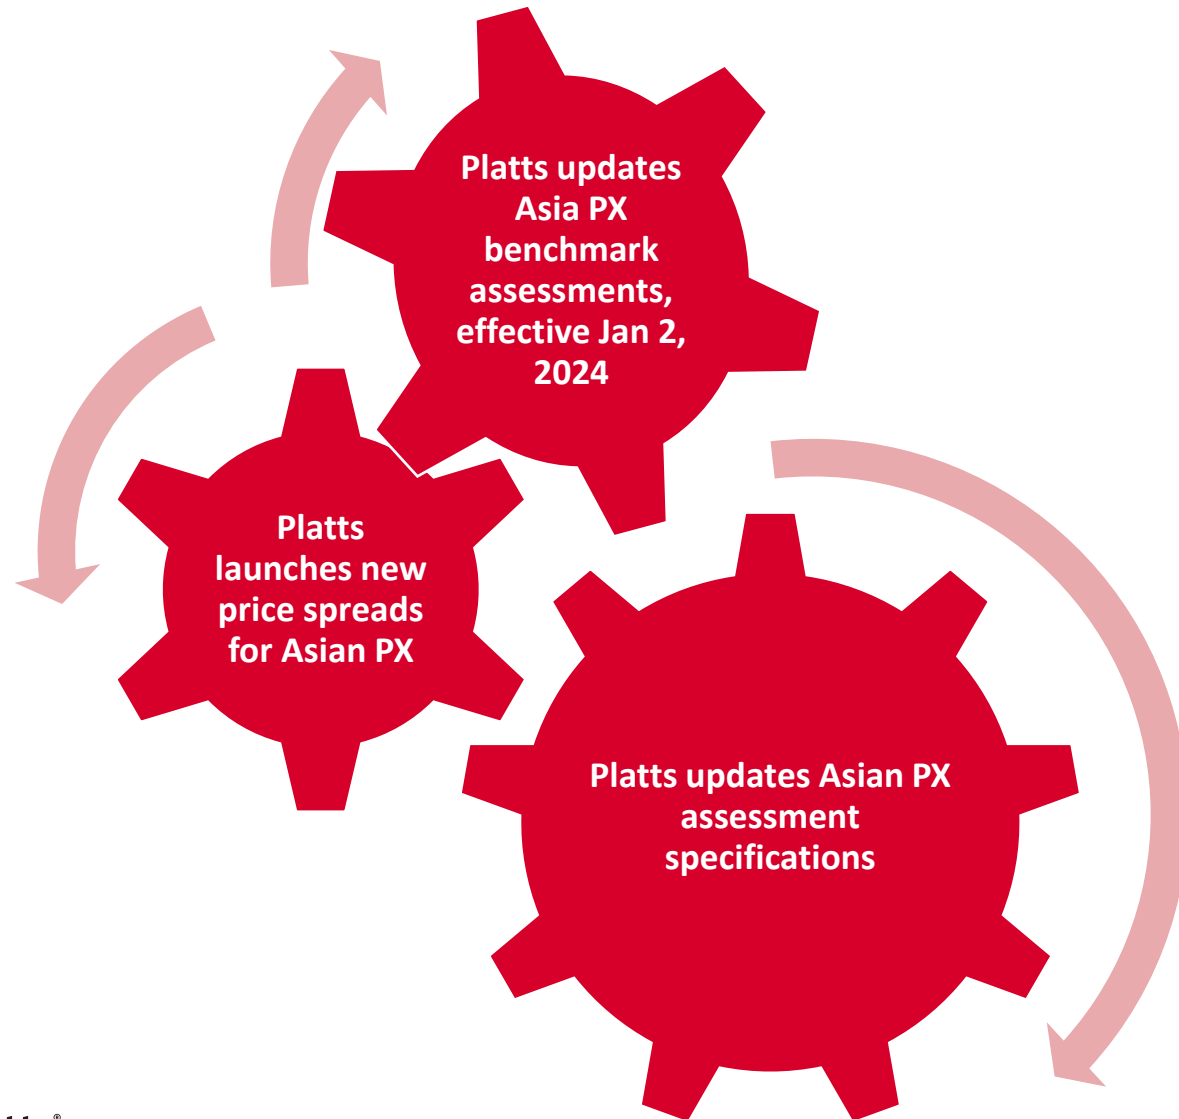 Platts updates
Asia PX
benchmark
assessments,
effective Jan 2,
2024
Platts
launches new
price spreads
for Asian PX
Platts updates Asian PX
assessment
specifications